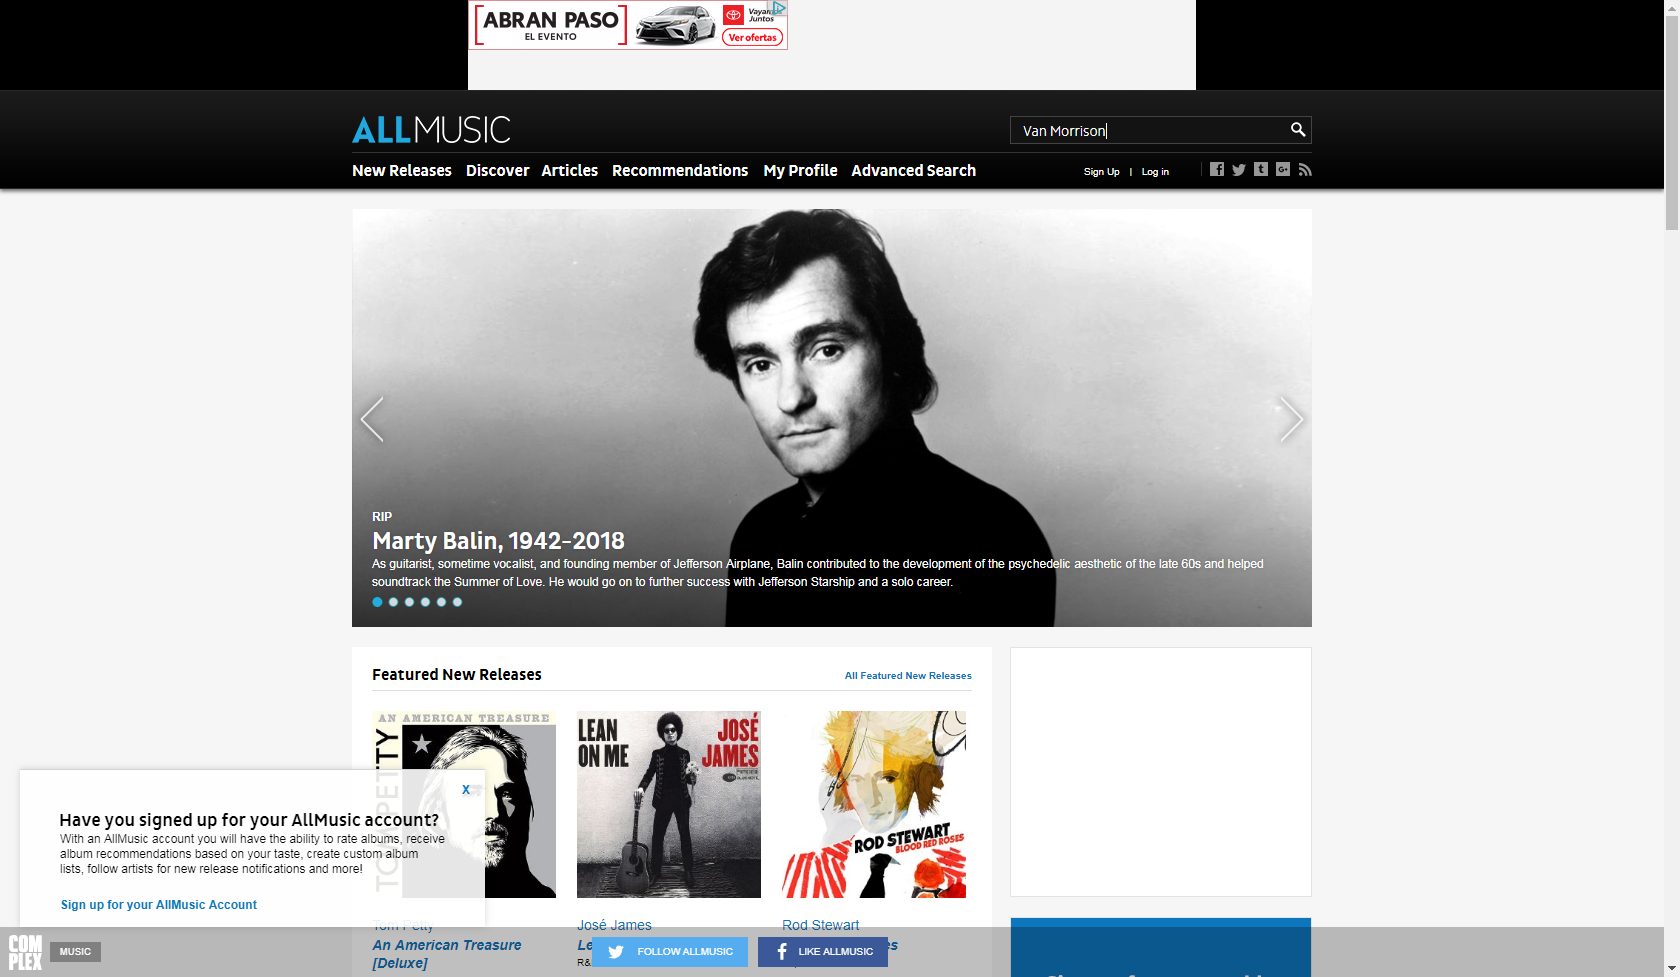 ABRAN PASO
EL EVENTO
Vayamos
Juntos
Ver ofertas
ALLMUSIC
Van Morrison
New Releases Discover Articles Recommendations My Profile Advanced Search
Sign Up | Log in
RIP
Marty Balin, 1942-2018
As guitarist, sometime vocalist, and founding member of Jefferson Airplane, Balin contributed to the development of the psychedelic aesthetic of the late 60s and helped
soundtrack the Summer of Love. He would go on to further success with Jefferson Starship and a solo career.
Featured New Releases
All Featured New Releases
AN AMERICAN TREASURE
TOM PETTY
LEAN
ON ME
JOSÉ
JAMES
ROD STEWART
BLOOD RED ROSES
X
Have you signed up for your AllMusic account?
With an AllMusic account you will have the ability to rate albums, receive
album recommendations based on your taste, create custom album
lists, follow artists for new release notifications and more!
Sign up for your AllMusic Account
Tom Petty
An American Treasure
[Deluxe]
José James
Le
R&
Rod Stewart
es
COM
PLEX
MUSIC
FOLLOW ALLMUSIC
LIKE ALLMUSIC